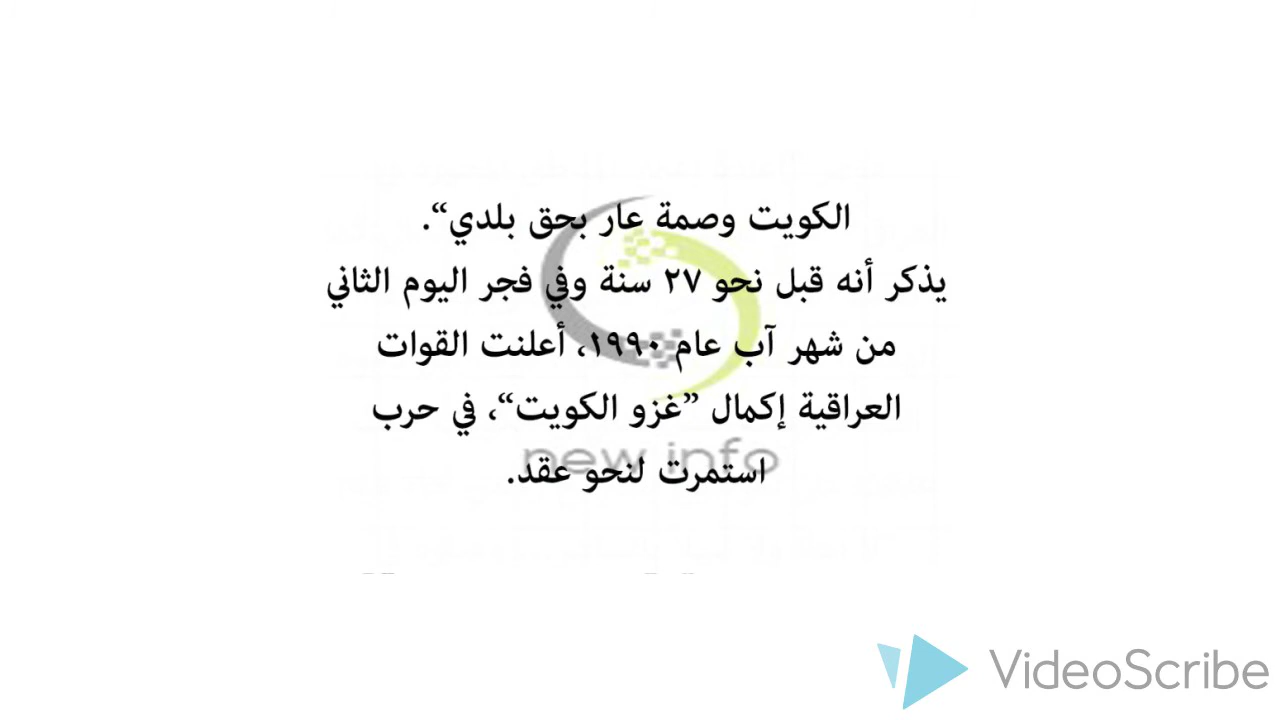 الكويت وصمة عار بحق بلدي“.
يذكر أنه قبل نحو ٢٧ سنة وفي فجر اليوم الثاني
من شهر آب عام ١٩٩٠، أعلنت القوات
العراقية إكمال ”غزو الكويت“، في حرب
استمرت لنحو عقد.
new info
VideoScribe